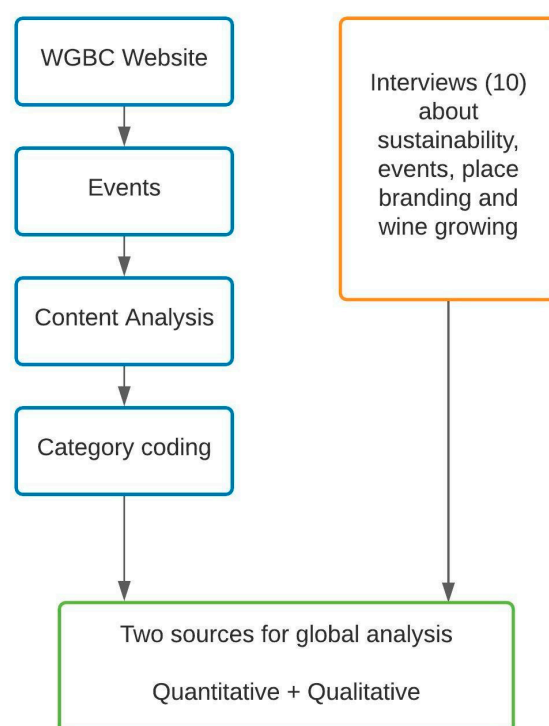 WGBC Website
Events
Content Analysis
Category coding
Interviews (10)
about
sustainability,
events, place
branding and
wine growing
Two sources for global analysis
Quantitative + Qualitative